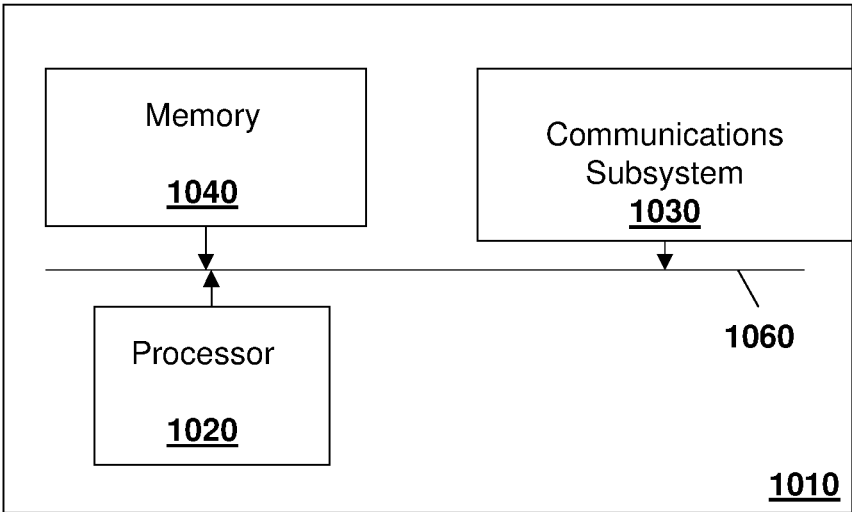 Memory
1040
Communications
Subsystem
1030
1060
Processor
1020
1010